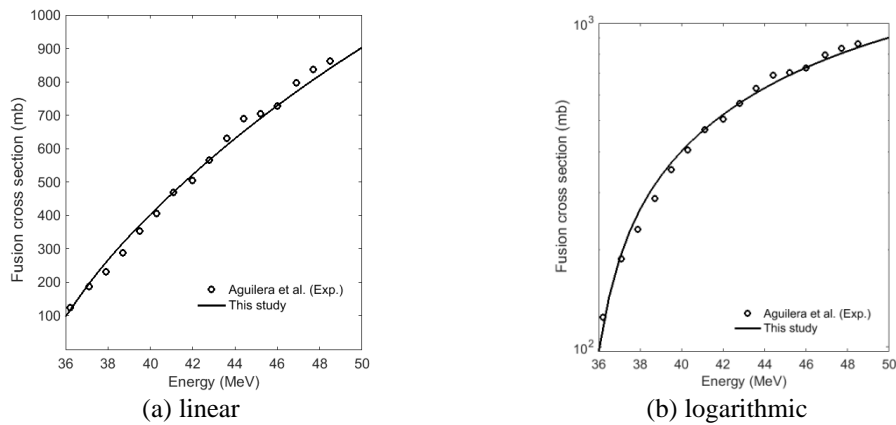 1000
900
800
700
600
500
400
300
200
100
Fusion cross section (mb)
Aguilera et al. (Exp.)
This study
36 38 40 42 44 46 48 50
Energy (MeV)
(a) linear
10³
10²
Fusion cross section (mb)
Aguilera et al. (Exp.)
This study
36 38 40 42 44 46 48 50
Energy (MeV)
(b) logarithmic